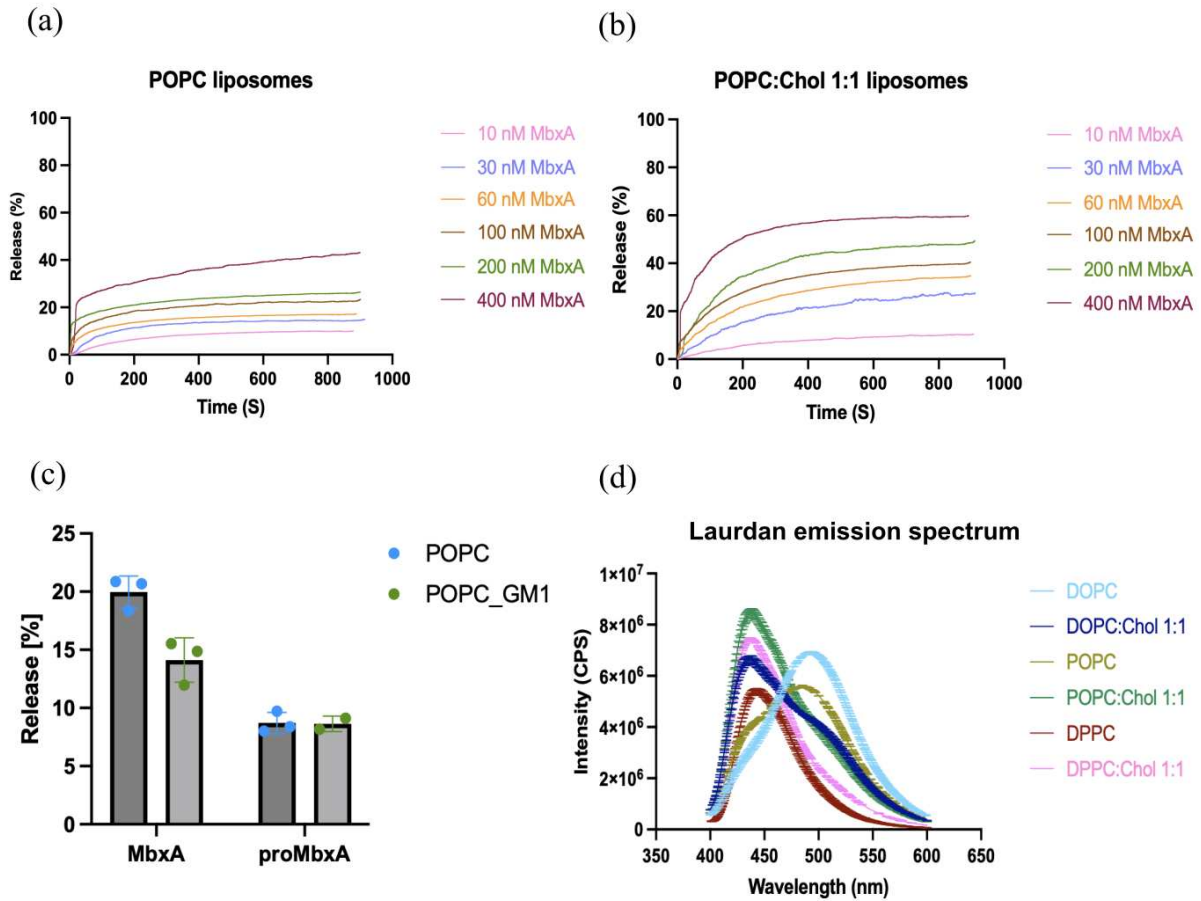 (a)
POPC liposomes
Release (%)
100
80
60
40
20
0
0 200 400 600 800 1000
Time (S)
10 nM MbxA
30 nM MbxA
60 nM MbxA
100 nM MbxA
200 nM MbxA
400 nM MbxA
(b)
POPC:Chol 1:1 liposomes
Release (%)
100
80
60
40
20
0
0 200 400 600 800 1000
Time (S)
10 nM MbxA
30 nM MbxA
60 nM MbxA
100 nM MbxA
200 nM MbxA
400 nM MbxA
(c)
Release [%]
25
20
15
10
5
0
MbxA proMbxA
POPC
POPC_GM1
(d)
Laurdan emission spectrum
Intensity (CPS)
1×10⁷
8×10⁶
6×10⁶
4×10⁶
2×10⁶
0
350 400 450 500 550 600 650
Wavelength (nm)
DOPC
DOPC:Chol 1:1
POPC
POPC:Chol 1:1
DPPC
DPPC:Chol 1:1